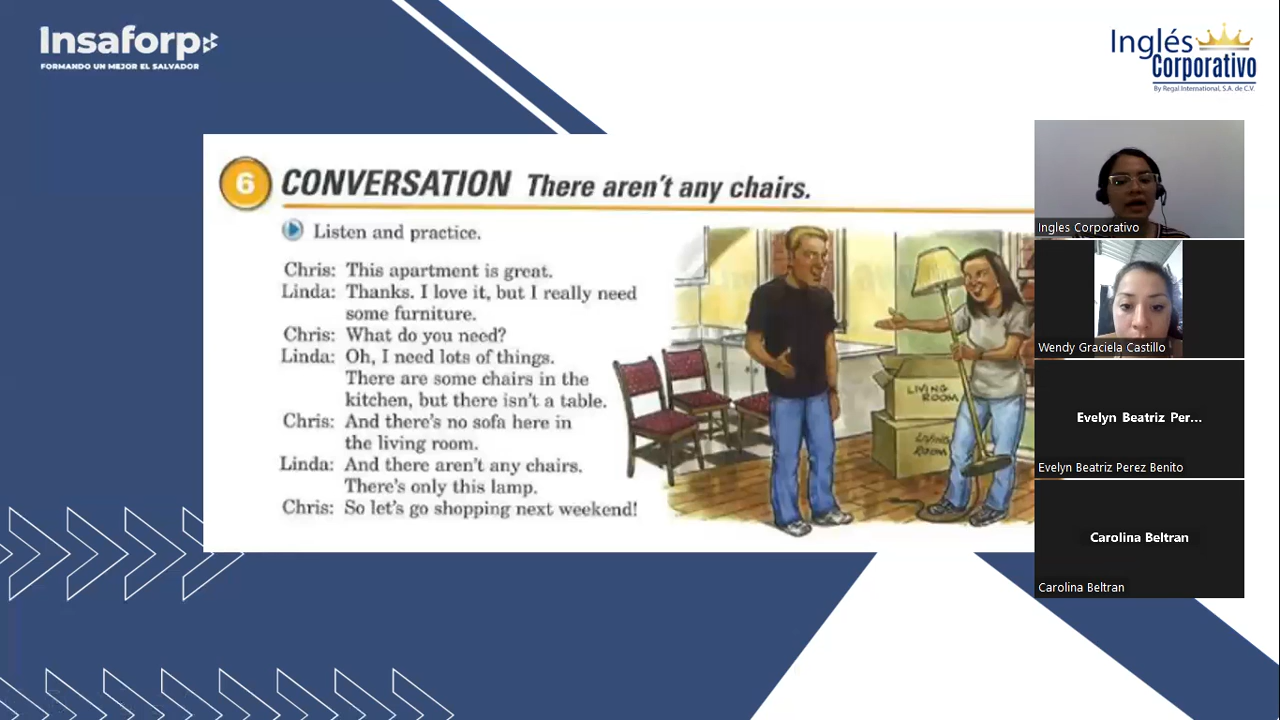 Insaforp
FORMANDO UN MEJOR EL SALVADOR
Inglés
Corporativo
By Regal International, S.A. de C.V.
6 CONVERSATION There aren't any chairs.
Listen and practice.
Chris: This apartment is great.
Linda: Thanks. I love it, but I really need
some furniture.
Chris: What do you need?
Linda: Oh, I need lots of things.
There are some chairs in the
kitchen, but there isn't a table.
Chris: And there's no sofa here in
the living room.
Linda: And there aren't any chairs.
There's only this lamp.
Chris: So let's go shopping next weekend!
LIVING
ROOM
LIVING
ROOM
Ingles Corporativo
Wendy Graciela Castillo
Evelyn Beatriz Per...
Evelyn Beatriz Perez Benito
Carolina Beltran
Carolina Beltran